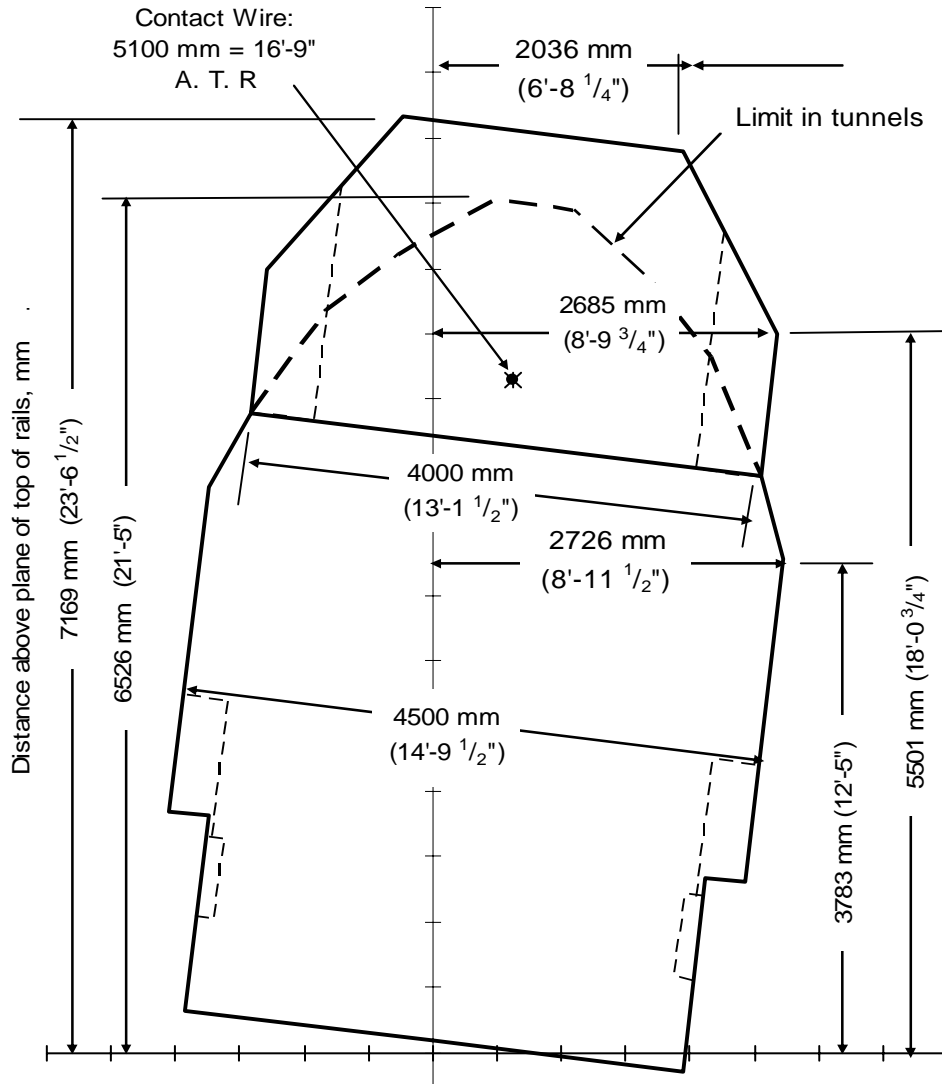 Contact Wire:
5100 mm = 16'-9"
A. T. R
2036 mm
(6'-8 1/4")
Limit in tunnels
2685 mm
(8'-9 3/4")
4000 mm
(13'-1 1/2")
2726 mm
(8'-11 1/2")
4500 mm
(14'-9 1/2")
Distance above plane of top of rails, mm .
7169 mm (23'-6 1/2")
6526 mm (21'-5")
3783 mm (12'-5")
5501 mm (18'-0 3/4")